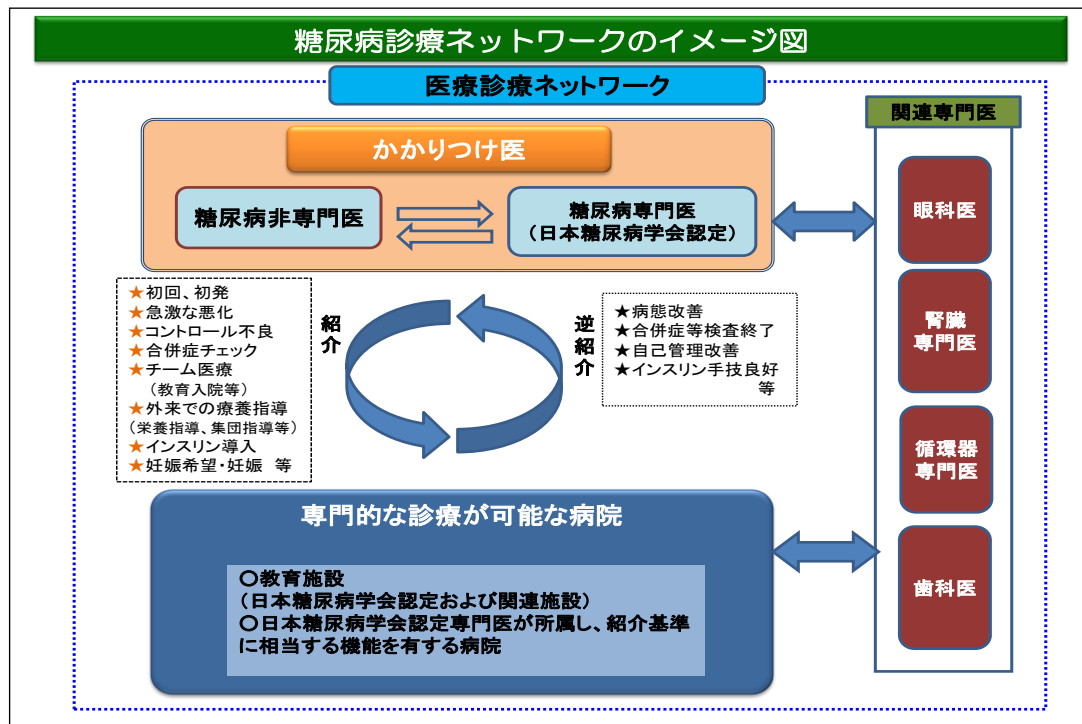 糖尿病診療ネットワークのイメージ図
医療診療ネットワーク
かかりつけ医
糖尿病非専門医
糖尿病専門医
(日本糖尿病学会認定)
関連専門医
眼科医
腎臓
専門医
循環器
専門医
歯科医
★初回、初発
★急激な悪化
★コントロール不良
★合併症チェック
★チーム医療
(教育入院等)
★外来での療養指導
(栄養指導、集団指導等)
★インスリン導入
★妊娠希望・妊娠 等
紹介
逆紹介
★病態改善
★合併症等検査終了
★自己管理改善
★インスリン手技良好
等
専門的な診療が可能な病院
○教育施設
(日本糖尿病学会認定および関連施設)
○日本糖尿病学会認定専門医が所属し、紹介基準
に相当する機能を有する病院